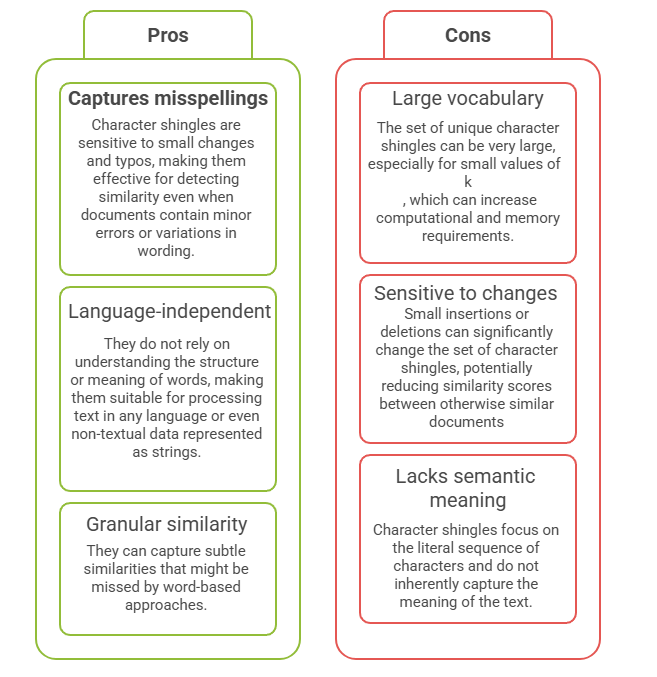 Pros
Captures misspellings
Character shingles are
sensitive to small changes
and typos, making them
effective for detecting
similarity even when
documents contain minor
errors or variations in
wording.
Language-independent
They do not rely on
understanding the structure
or meaning of words, making
them suitable for processing
text in any language or even
non-textual data represented
as strings.
Granular similarity
They can capture subtle
similarities that might be
missed by word-based
approaches.
Cons
Large vocabulary
The set of unique character
shingles can be very large,
especially for small values of
k
, which can increase
computational and memory
requirements.
Sensitive to changes
Small insertions or
deletions can significantly
change the set of character
shingles, potentially
reducing similarity scores
between otherwise similar
documents
Lacks semantic
meaning
Character shingles focus on
the literal sequence of
characters and do not
inherently capture the
meaning of the text.